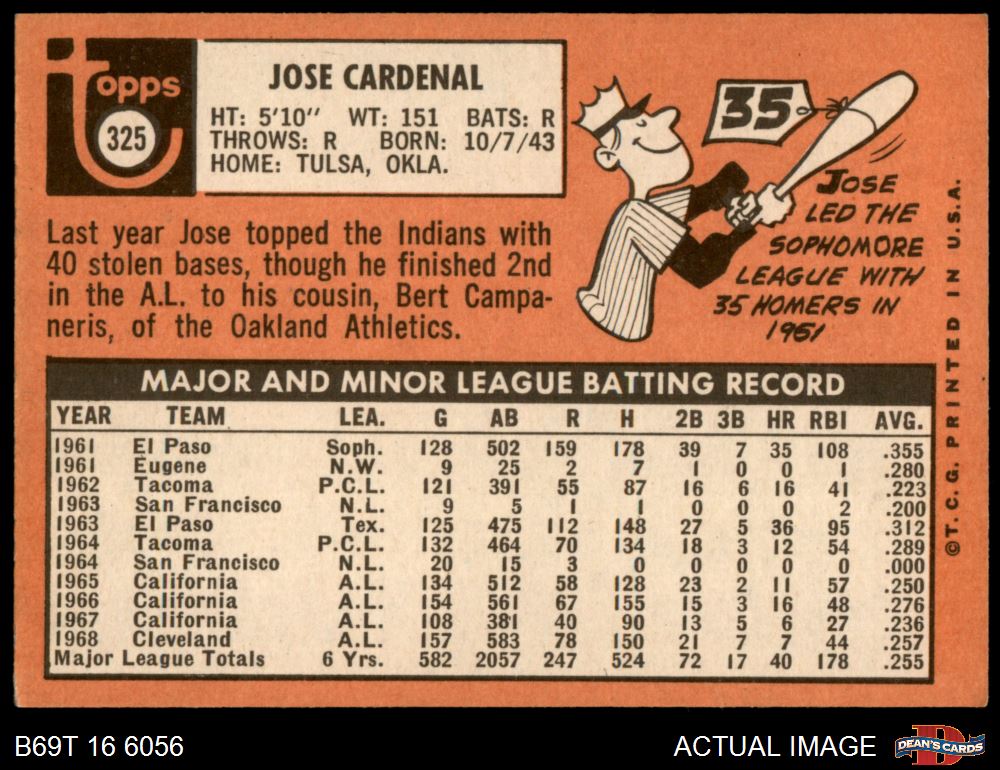 Topps
325
JOSE CARDENAL
HT: 5'10'' WT: 151 BATS: R
THROWS: R BORN: 10/7/43
HOME: TULSA, OKLA.
35
JOSE
LED THE
SOPHOMORE
LEAGUE WITH
35 HOMERS IN
1951
Last year Jose topped the Indians with
40 stolen bases, though he finished 2nd
in the A.L. to his cousin, Bert Campa-
neris, of the Oakland Athletics.
MAJOR AND MINOR LEAGUE BATTING RECORD
YEAR TEAM LEA. G AB R H 2B 3B HR RBI AVG.
1961 El Paso Soph. 128 502 159 178 39 7 35 108 .355
1961 Eugene N.W. 9 25 2 7 1 0 0 1 .280
1962 Tacoma P.C.L. 121 391 55 87 16 6 16 41 .223
1963 San Francisco N.L. 9 5 1 1 0 0 0 2 .200
1963 El Paso Tex. 125 475 112 148 27 5 36 95 .312
1964 Tacoma P.C.L. 132 464 70 134 18 3 12 54 .289
1964 San Francisco N.L. 20 15 3 0 0 0 0 0 .000
1965 California A.L. 134 512 58 128 23 2 11 57 .250
1966 California A.L. 154 561 67 155 15 3 16 48 .276
1967 California A.L. 108 381 40 90 13 5 6 27 .236
1968 Cleveland A.L. 157 583 78 150 21 7 7 44 .257
Major League Totals 6 Yrs. 582 2057 247 524 72 17 40 178 .255
©T.C.G. PRINTED IN U.S.A.
B69T 16 6056
ACTUAL IMAGE
D
DEAN'S CARDS